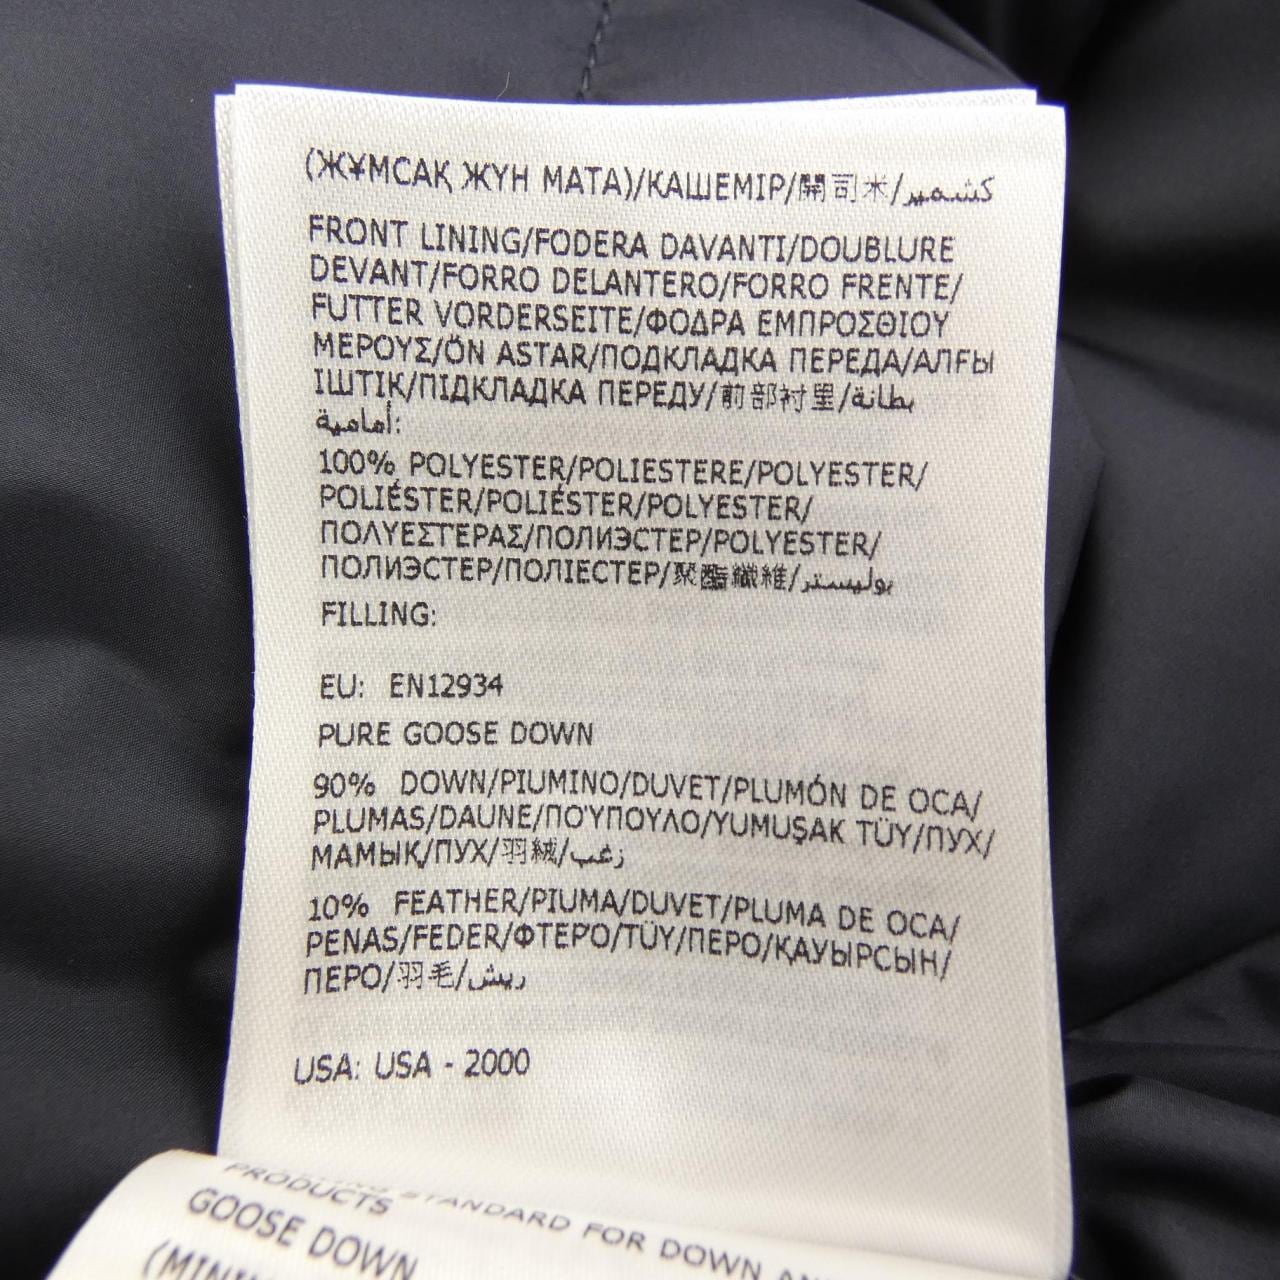 (ЖҰМСАҚ ЖҮН МАТА)/КАШЕМІР/開司米/كشمير
FRONT LINING/FODERA DAVANTI/DOUBLURE
DEVANT/FORRO DELANTERO/FORRO FRENTE/
FUTTER VORDERSEITE/ΦΟΔΡΑ ΕΜΠΡΟΣΘΙΟΥ
ΜΕΡΟΥΣ/ÖN ASTAR/ПОДКЛАДКА ПЕРЕДА/АЛҒЫ
ІШТІК/ПІДКЛАДКА ПЕРЕДУ/前部衬里/بطانة
أمامية:
100% POLYESTER/POLIESTERE/POLYESTER/
POLIÉSTER/POLIÉSTER/POLYESTER/
ΠΟΛΥΕΣΤΕΡΑΣ/ПОЛИЭСТЕР/POLYESTER/
ПОЛИЭСТЕР/ПОЛІЕСТЕР/聚酯纖維/بوليستر
FILLING:
EU: EN12934
PURE GOOSE DOWN
90% DOWN/PIUMINO/DUVET/PLUMÓN DE OCA/
PLUMAS/DAUNE/ΠΟΎΠΟΥΛΟ/YUMUŞAK TÜY/ПУХ/
МАМЫҚ/ПУХ/羽絨/زغب
10% FEATHER/PIUMA/DUVET/PLUMA DE OCA/
PENAS/FEDER/ΦΤΕΡΌ/TÜY/ПЕРО/ҚАУЫРСЫН/
ПЕРО/羽毛/ريش
USA: USA - 2000
STANDARD FOR DOWN
PRODUCTS
GOOSE DOWN